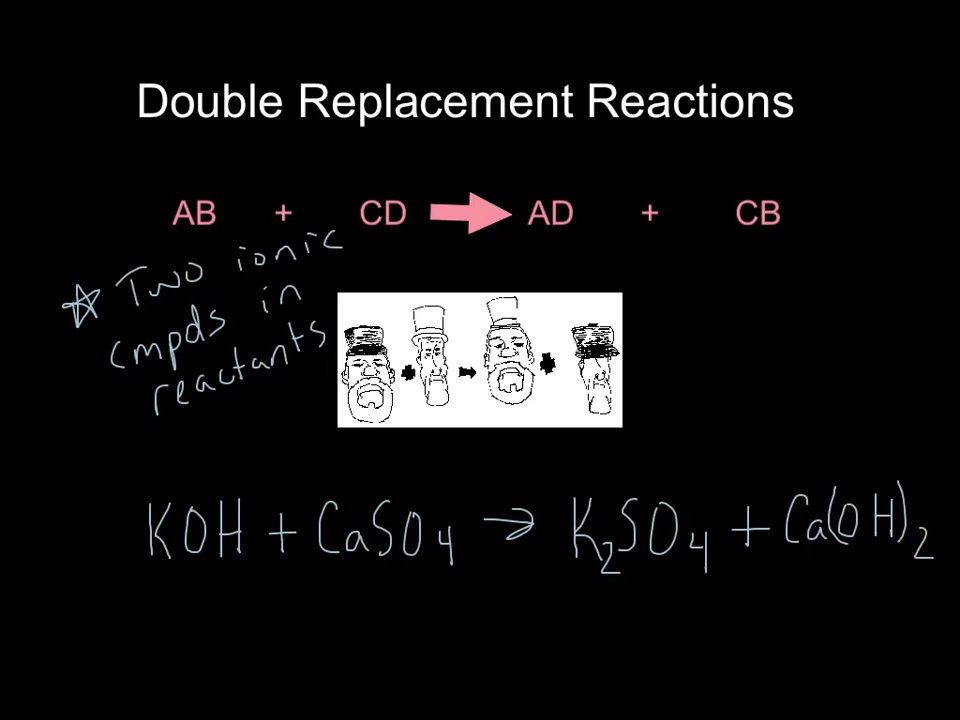 Double Replacement Reactions
AB + CD → AD + CB
☆ Two ionic
cmpds in
reactants
KOH + CaSO₄ → K₂SO₄ + Ca(OH)₂